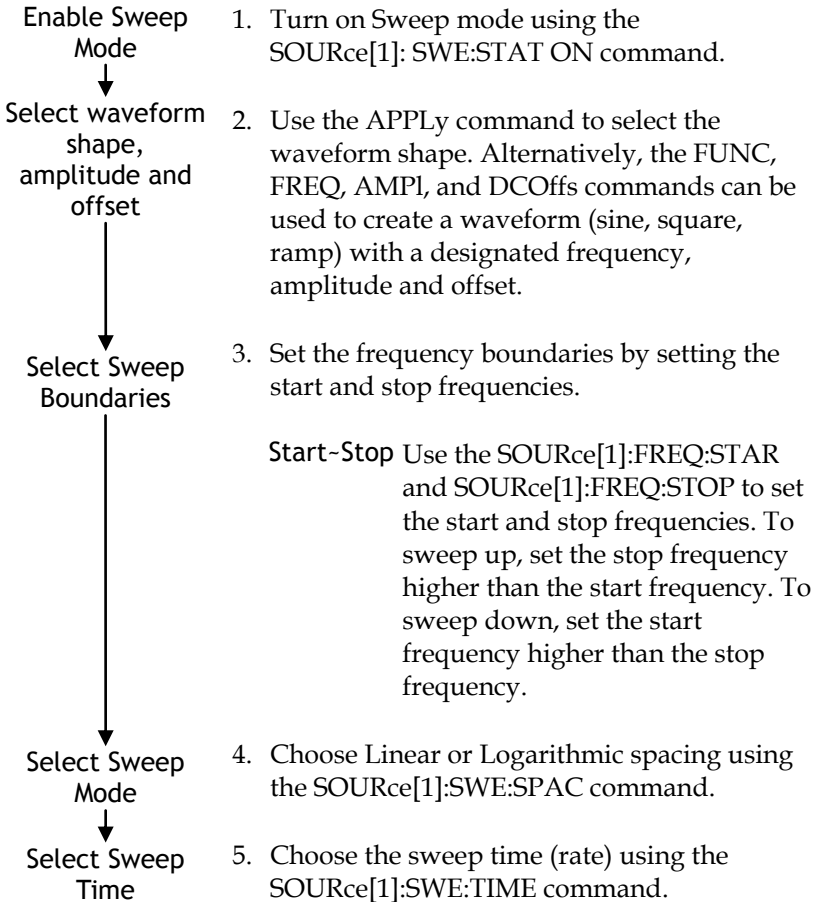 Enable Sweep
Mode
1. Turn on Sweep mode using the
SOURce[1]: SWE:STAT ON command.
Select waveform
shape,
amplitude and
offset
2. Use the APPLy command to select the
waveform shape. Alternatively, the FUNC,
FREQ, AMPl, and DCOffs commands can be
used to create a waveform (sine, square,
ramp) with a designated frequency,
amplitude and offset.
Select Sweep
Boundaries
3. Set the frequency boundaries by setting the
start and stop frequencies.
Start~Stop Use the SOURce[1]:FREQ:STAR
and SOURce[1]:FREQ:STOP to set
the start and stop frequencies. To
sweep up, set the stop frequency
higher than the start frequency. To
sweep down, set the start
frequency higher than the stop
frequency.
Select Sweep
Mode
4. Choose Linear or Logarithmic spacing using
the SOURce[1]:SWE:SPAC command.
Select Sweep
Time
5. Choose the sweep time (rate) using the
SOURce[1]:SWE:TIME command.